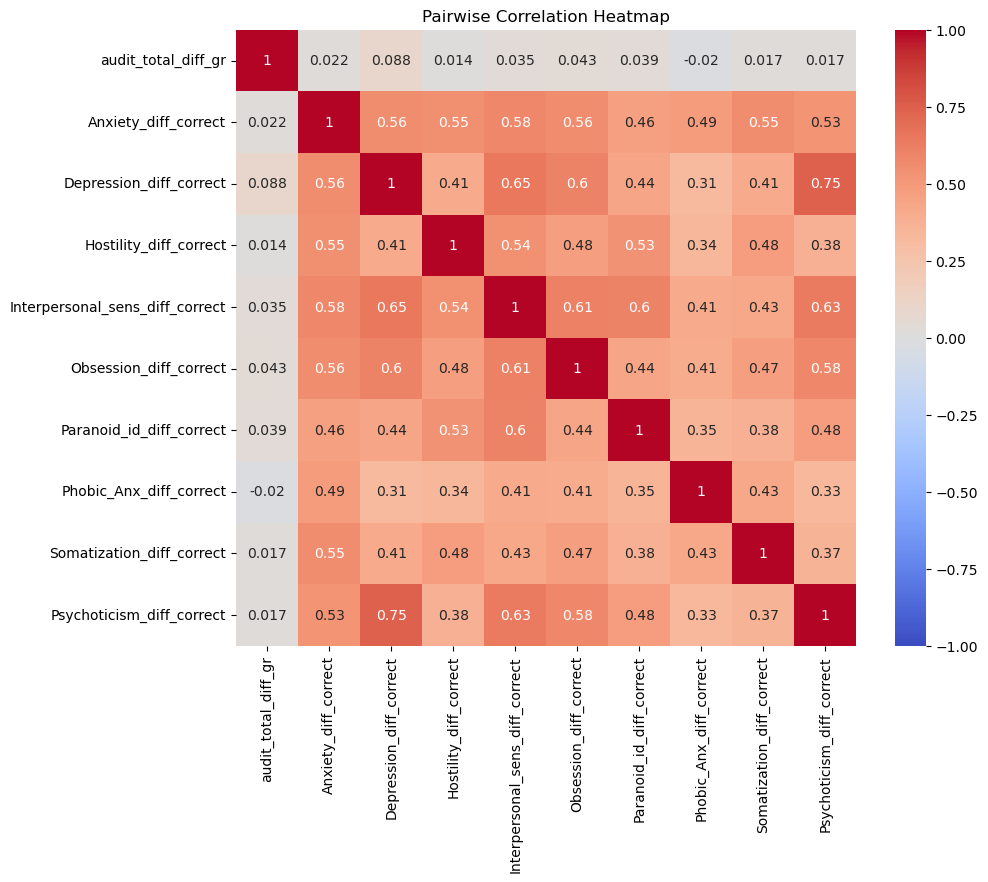 Pairwise Correlation Heatmap
audit_total_diff_gr 1 0.022 0.088 0.014 0.035 0.043 0.039 -0.02 0.017 0.017
Anxiety_diff_correct 0.022 1 0.56 0.55 0.58 0.56 0.46 0.49 0.55 0.53
Depression_diff_correct 0.088 0.56 1 0.41 0.65 0.6 0.44 0.31 0.41 0.75
Hostility_diff_correct 0.014 0.55 0.41 1 0.54 0.48 0.53 0.34 0.48 0.38
Interpersonal_sens_diff_correct 0.035 0.58 0.65 0.54 1 0.61 0.6 0.41 0.43 0.63
Obsession_diff_correct 0.043 0.56 0.6 0.48 0.61 1 0.44 0.41 0.47 0.58
Paranoid_id_diff_correct 0.039 0.46 0.44 0.53 0.6 0.44 1 0.35 0.38 0.48
Phobic_Anx_diff_correct -0.02 0.49 0.31 0.34 0.41 0.41 0.35 1 0.43 0.33
Somatization_diff_correct 0.017 0.55 0.41 0.48 0.43 0.47 0.38 0.43 1 0.37
Psychoticism_diff_correct 0.017 0.53 0.75 0.38 0.63 0.58 0.48 0.33 0.37 1
audit_total_diff_gr
Anxiety_diff_correct
Depression_diff_correct
Hostility_diff_correct
Interpersonal_sens_diff_correct
Obsession_diff_correct
Paranoid_id_diff_correct
Phobic_Anx_diff_correct
Somatization_diff_correct
Psychoticism_diff_correct
1.00
0.75
0.50
0.25
0.00
−0.25
−0.50
−0.75
−1.00